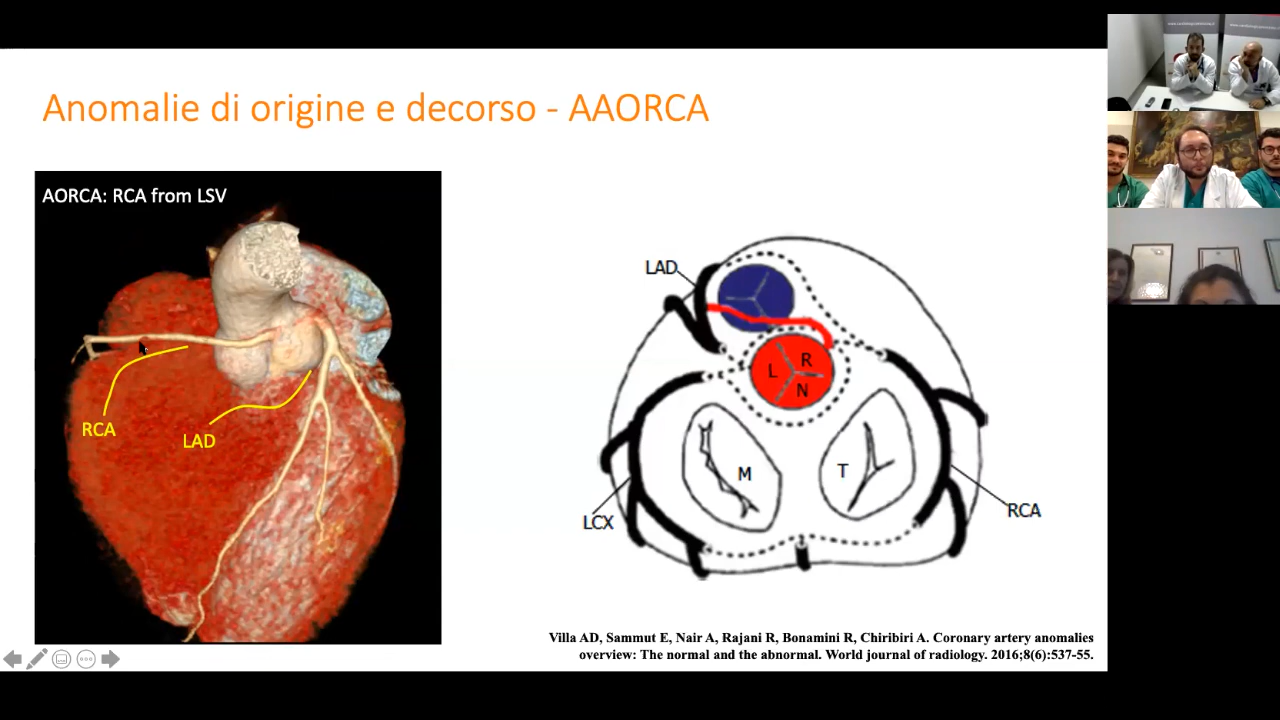 Anomalie di origine e decorso - AAORCA
AORCA: RCA from LSV
RCA
LAD
LAD
L
R
N
M
T
LCX
RCA
Villa AD, Sammut E, Nair A, Rajani R, Bonamini R, Chiribiri A. Coronary artery anomalies
overview: The normal and the abnormal. World journal of radiology. 2016;8(6):537-55.